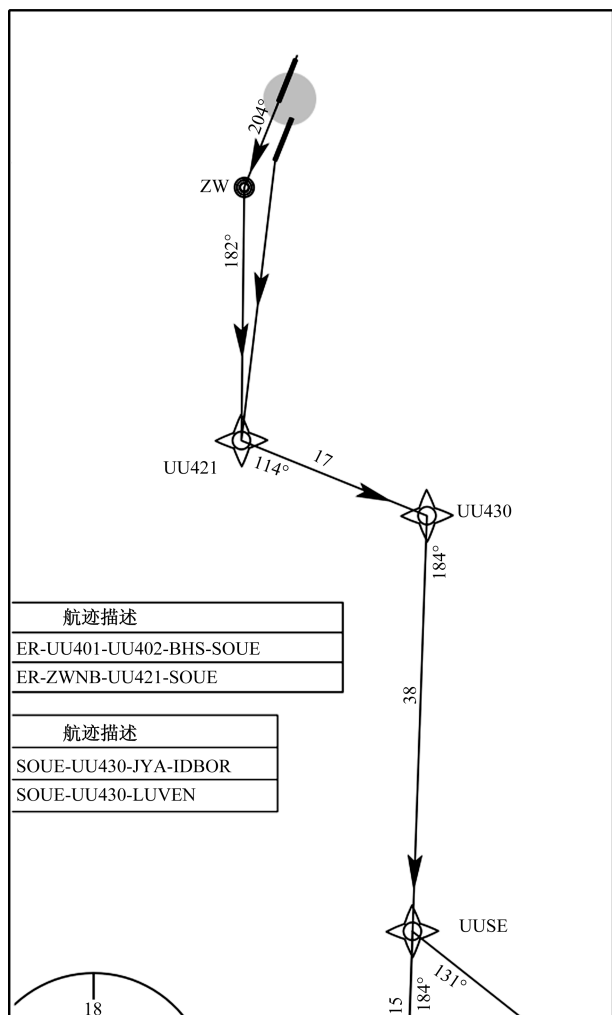 204°
ZW
182°
UU421
114°
17
UU430
184°
航迹描述
ER-UU401-UU402-BHS-SOUE
ER-ZWNB-UU421-SOUE
38
航迹描述
SOUE-UU430-JYA-IDBOR
SOUE-UU430-LUVEN
UUSE
131°
184°
15
18